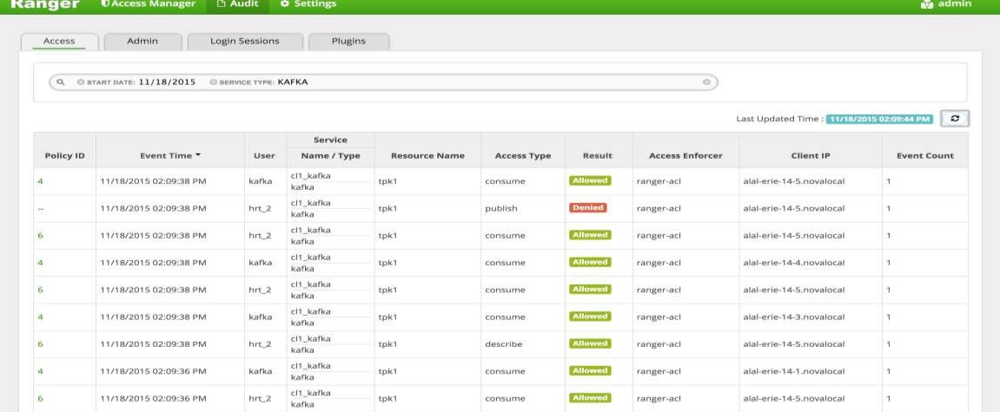 Ranger Access Manager Audit Settings admin
Access Admin Login Sessions Plugins
START DATE: 11/18/2015 SERVICE TYPE: KAFKA
Last Updated Time : 11/18/2015 02:09:44 PM
Service
Policy ID Event Time User Name / Type Resource Name Access Type Result Access Enforcer Client IP Event Count
cl1_kafka
4 11/18/2015 02:09:38 PM kafka kafka tpk1 consume Allowed ranger-acl alal-erie-14-5.novalocal 1
cl1_kafka
-- 11/18/2015 02:09:38 PM hrt_2 kafka tpk1 publish Denied ranger-acl alal-erie-14-5.novalocal 1
cl1_kafka
6 11/18/2015 02:09:38 PM hrt_2 kafka tpk1 consume Allowed ranger-acl alal-erie-14-5.novalocal 1
cl1_kafka
4 11/18/2015 02:09:38 PM kafka kafka tpk1 consume Allowed ranger-acl alal-erie-14-4.novalocal 1
cl1_kafka
6 11/18/2015 02:09:38 PM hrt_2 kafka tpk1 consume Allowed ranger-acl alal-erie-14-5.novalocal 1
cl1_kafka
4 11/18/2015 02:09:38 PM kafka kafka tpk1 consume Allowed ranger-acl alal-erie-14-3.novalocal 1
cl1_kafka
6 11/18/2015 02:09:38 PM hrt_2 kafka tpk1 describe Allowed ranger-acl alal-erie-14-5.novalocal 1
cl1_kafka
4 11/18/2015 02:09:36 PM kafka kafka tpk1 consume Allowed ranger-acl alal-erie-14-1.novalocal 1
cl1_kafka
6 11/18/2015 02:09:36 PM hrt_2 kafka tpk1 consume Allowed ranger-acl alal-erie-14-5.novalocal 1